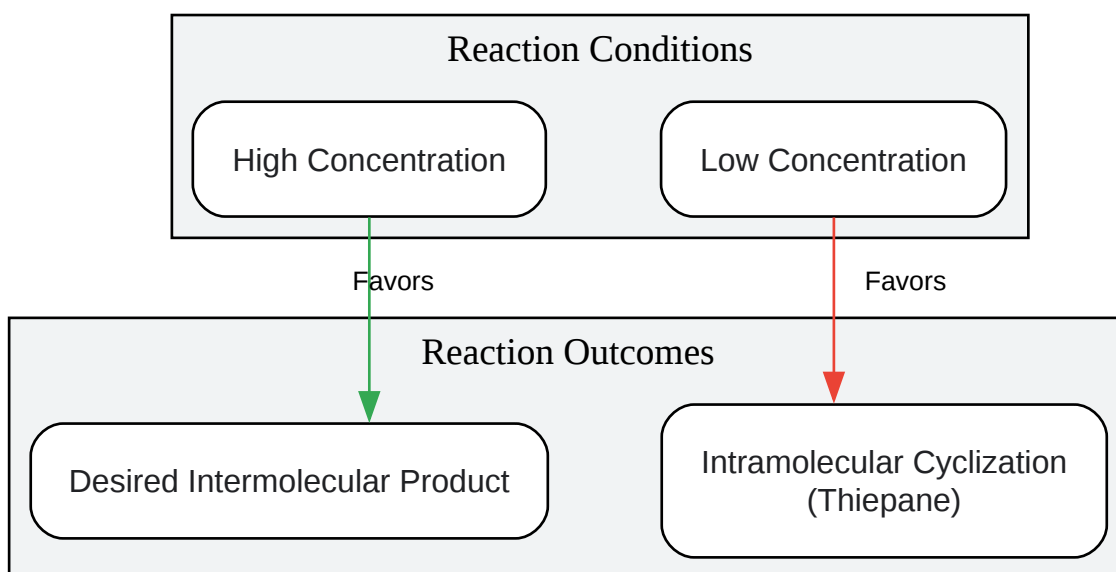 Reaction Conditions
High Concentration
Low Concentration
Favors
Favors
Reaction Outcomes
Desired Intermolecular Product
Intramolecular Cyclization
(Thiepane)